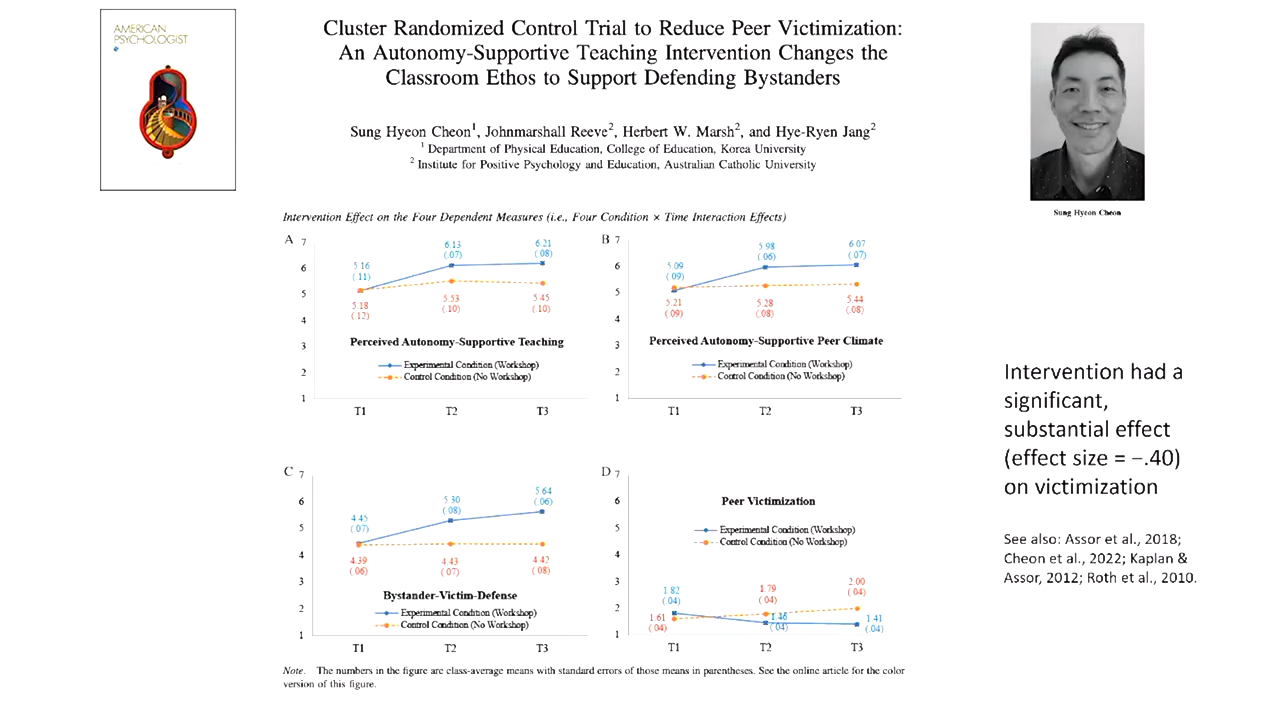 AMERICAN
PSYCHOLOGIST
Cluster Randomized Control Trial to Reduce Peer Victimization:
An Autonomy-Supportive Teaching Intervention Changes the
Classroom Ethos to Support Defending Bystanders
Sung Hyeon Cheon1, Johnmarshall Reeve2, Herbert W. Marsh2, and Hye-Ryen Jang2
1 Department of Physical Education, College of Education, Korea University
2 Institute for Positive Psychology and Education, Australian Catholic University
Sung Hyeon Cheon
Intervention Effect on the Four Dependent Measures (i.e., Four Condition × Time Interaction Effects)
A
7
6
5
4
3
2
1
5.16
(.11)
6.13
(.07)
6.21
(.08)
5.18
(.12)
5.53
(.10)
5.45
(.10)
Perceived Autonomy-Supportive Teaching
Experimental Condition (Workshop)
Control Condition (No Workshop)
T1 T2 T3
B
7
6
5
4
3
2
1
5.09
(.09)
5.98
(.06)
6.07
(.07)
5.21
(.09)
5.28
(.08)
5.44
(.08)
Perceived Autonomy-Supportive Peer Climate
Experimental Condition (Workshop)
Control Condition (No Workshop)
T1 T2 T3
C
7
6
5
4
3
2
1
4.45
(.07)
5.30
(.08)
5.64
(.06)
4.39
(.06)
4.43
(.07)
4.42
(.08)
Bystander-Victim-Defense
Experimental Condition (Workshop)
Control Condition (No Workshop)
T1 T2 T3
D
7
6
5
4
3
2
1
Peer Victimization
Experimental Condition (Workshop)
Control Condition (No Workshop)
1.82
(.04)
1.79
(.04)
2.00
(.04)
1.61
(.04)
1.46
(.04)
1.41
(.04)
T1 T2 T3
Note. The numbers in the figure are class-average means with standard errors of those means in parentheses. See the online article for the color
version of this figure.
Intervention had a
significant,
substantial effect
(effect size = −.40)
on victimization
See also: Assor et al., 2018;
Cheon et al., 2022; Kaplan &
Assor, 2012; Roth et al., 2010.